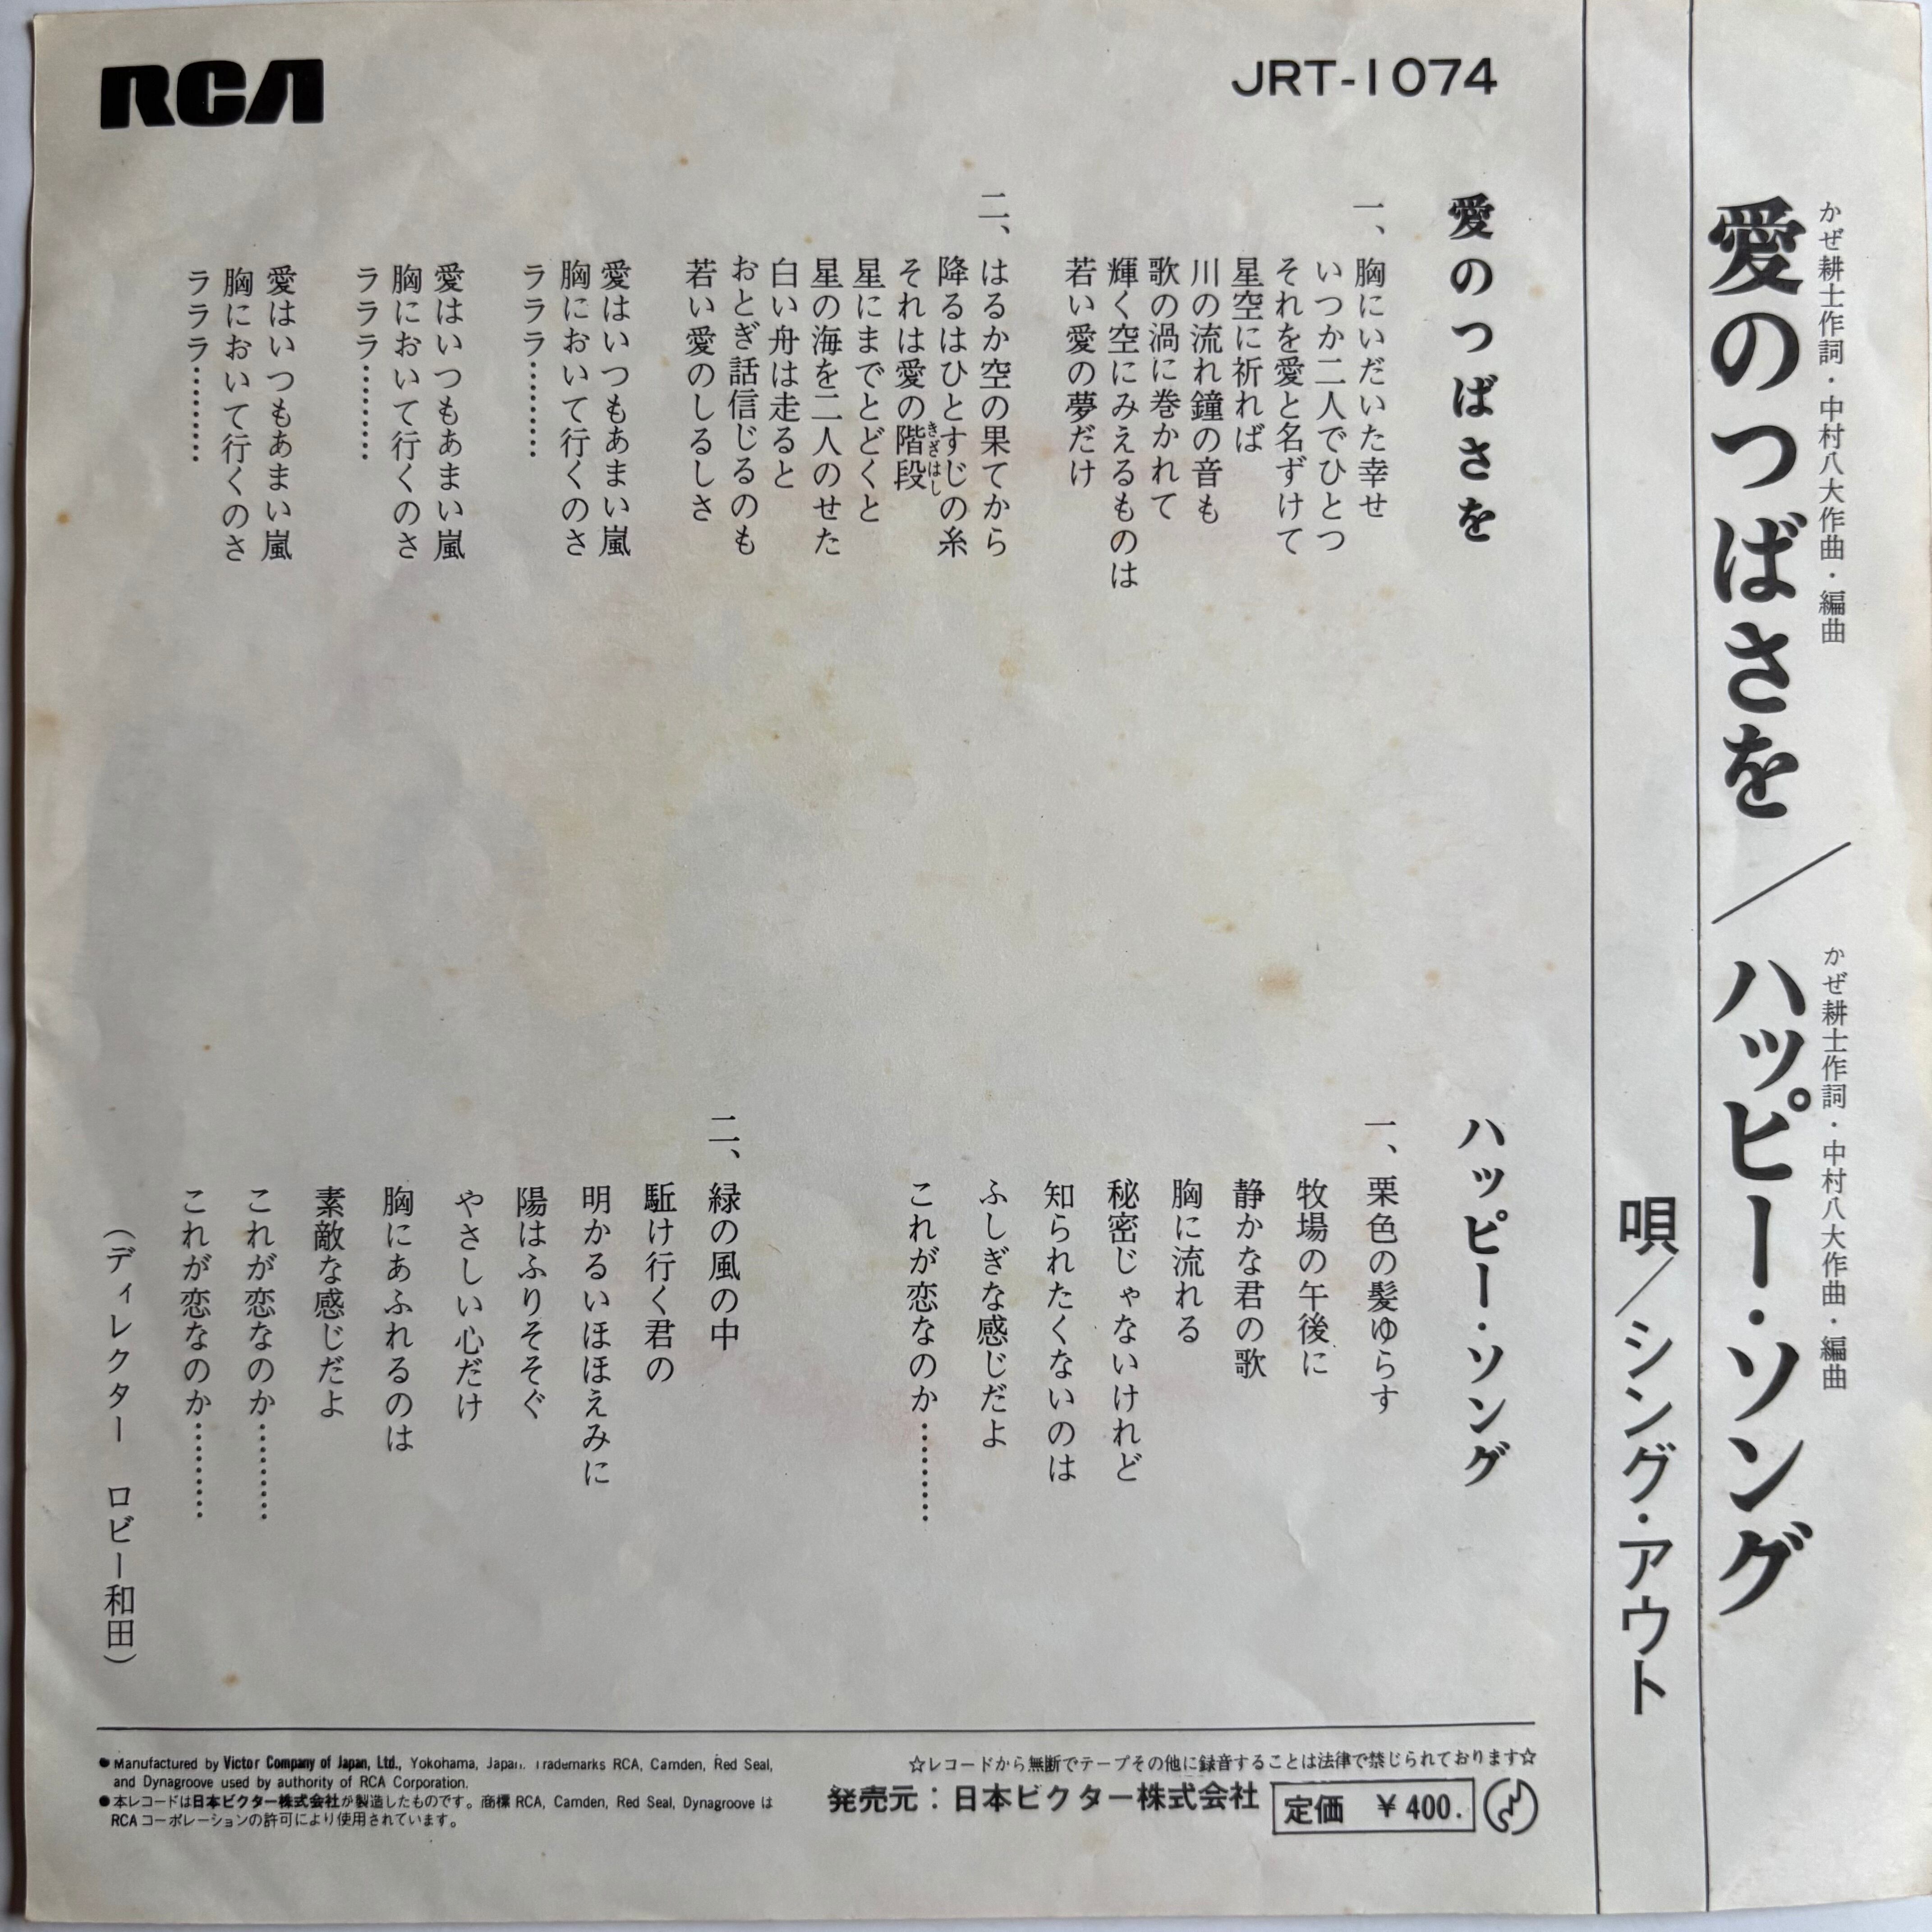 かぜ耕士作詞・中村八大作曲・編曲
愛のつばさを／ハッピー・ソング
かぜ耕士作詞・中村八大作曲・編曲
唄／シング・アウト
RCA
JRT-1074
愛のつばさを
一、胸にいだいた幸せ
いつか二人でひとつ
それを愛と名ずけて
星空に祈れば
川の流れ鐘の音も
歌の渦に巻かれて
輝く空にみえるものは
若い愛の夢だけ
二、はるか空の果てから
降るはひとすじの糸
それは愛の階段
きざはし
星にまでとどくと
星の海を二人のせた
白い舟は走ると
おとぎ話信じるのも
若い愛のしるしさ
愛はいつもあまい嵐
胸において行くのさ
ラララ………
愛はいつもあまい嵐
胸において行くのさ
ラララ………
愛はいつもあまい嵐
胸において行くのさ
ラララ………
ハッピー・ソング
一、栗色の髪ゆらす
牧場の午後に
静かな君の歌
胸に流れる
秘密じゃないけれど
知られたくないのは
ふしぎな感じだよ
これが恋なのか………
二、緑の風の中
駈け行く君の
明かるいほほえみに
陽はふりそそぐ
やさしい心だけ
胸にあふれるのは
素敵な感じだよ
これが恋なのか………
これが恋なのか………
（ディレクター　ロビー和田）
●Manufactured by Victor Company of Japan, Ltd., Yokohama, Japan. Trademarks RCA, Camden, Red Seal,
and Dynagroove used by authority of RCA Corporation.
●本レコードは日本ビクター株式会社が製造したものです。商標 RCA, Camden, Red Seal, Dynagroove は
RCA コーポレーションの許可により使用されています。
☆レコードから無断でテープその他に録音することは法律で禁じられております☆
発売元：日本ビクター株式会社
定価　￥400.